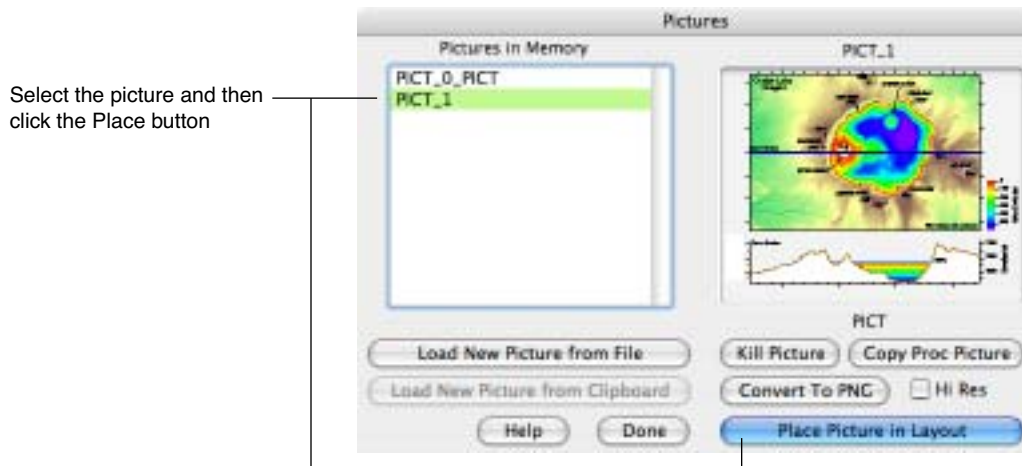 Pictures
Pictures in Memory
PICT_1
PICT_0_PICT
PICT_1
Select the picture and then
click the Place button
PICT
Load New Picture from File
Kill Picture
Copy Proc Picture
Load New Picture from Clipboard
Convert To PNG
Hi Res
Help
Done
Place Picture in Layout